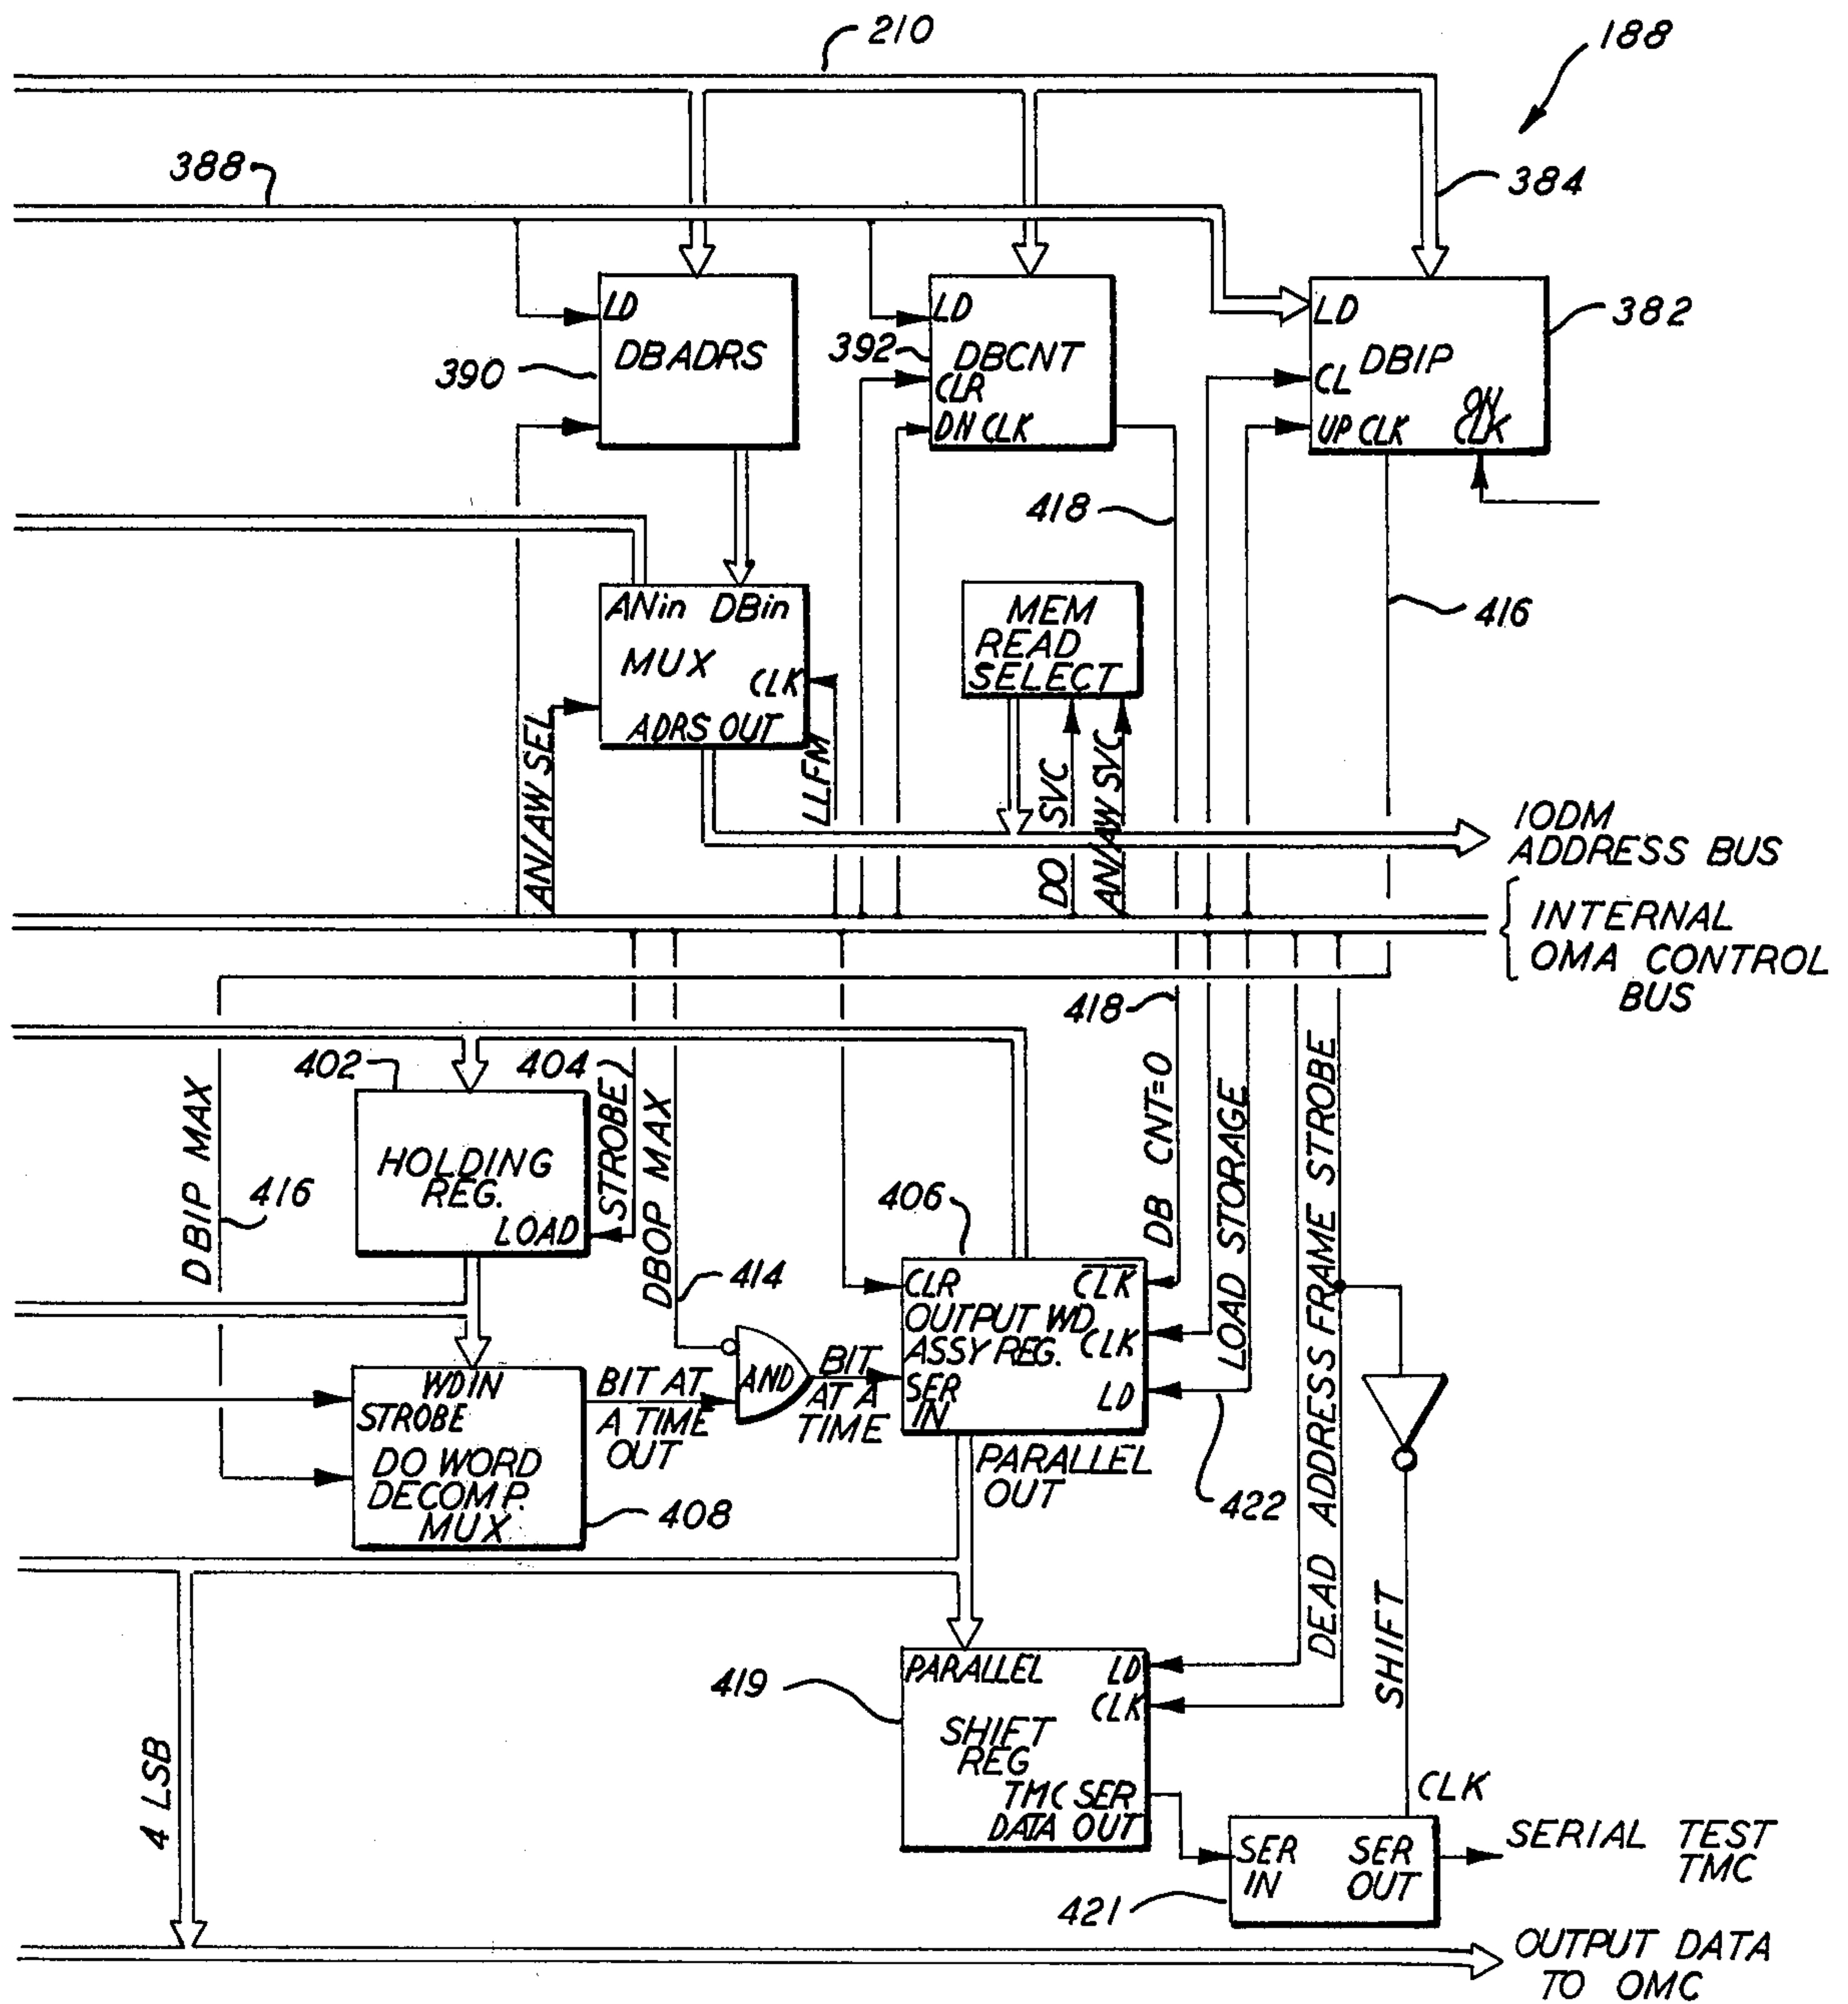 210
188
388
384
LD
DBADRS
390
LD
392
DBCNT
CLR
DN CLK
LD
382
DBIP
CL
UP CLK
CLK
418
416
ANin DBin
MUX
CLK
ADRS OUT
MEM
READ
SELECT
AN/AW SEL
LLFM
DO SVC
AN/AW SVC
IODM
ADDRESS BUS
INTERNAL
OMA CONTROL
BUS
418
402
404
STROBE
DBOP MAX
DB CNT=0
LOAD STORAGE
DEAD ADDRESS FRAME STROBE
DBIP MAX
416
HOLDING
REG.
LOAD
406
414
CLR
CLK
OUTPUT WD
ASSY REG.
CLK
SER
IN
LD
WDIN
STROBE
DO WORD
DECOMP.
MUX
408
BIT AT
A TIME
OUT
AND
BIT
AT A
TIME
PARALLEL
OUT
422
SHIFT
419
PARALLEL
LD
CLK
SHIFT
REG
TMC SER
DATA OUT
4 LSB
CLK
SER
IN
SER
OUT
421
SERIAL TEST
TMC
OUTPUT DATA
TO OMC